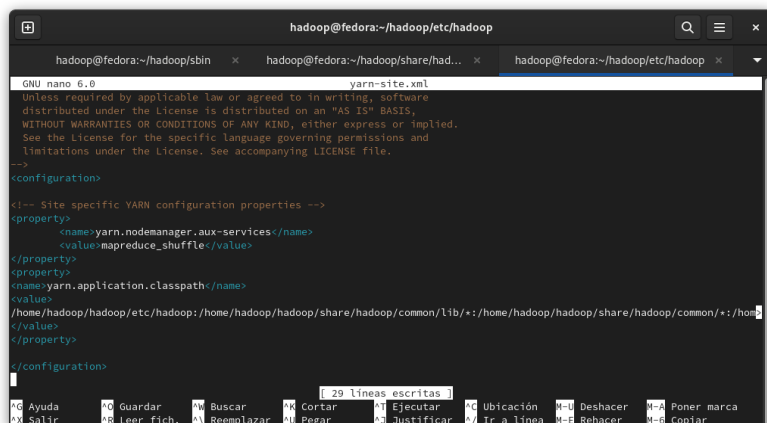 hadoop@fedora:~/hadoop/etc/hadoop
hadoop@fedora:~/hadoop/sbin × hadoop@fedora:~/hadoop/share/had... × hadoop@fedora:~/hadoop/etc/hadoop ×
GNU nano 6.0 yarn-site.xml
Unless required by applicable law or agreed to in writing, software
distributed under the License is distributed on an "AS IS" BASIS,
WITHOUT WARRANTIES OR CONDITIONS OF ANY KIND, either express or implied.
See the License for the specific language governing permissions and
limitations under the License. See accompanying LICENSE file.
-->
<configuration>
<!-- Site specific YARN configuration properties -->
<property>
<name>yarn.nodemanager.aux-services</name>
<value>mapreduce_shuffle</value>
</property>
<property>
<name>yarn.application.classpath</name>
<value>
/home/hadoop/hadoop/etc/hadoop:/home/hadoop/hadoop/share/hadoop/common/lib/*:/home/hadoop/hadoop/share/hadoop/common/*:/hom>
</value>
</property>
</configuration>
[ 29 líneas escritas ]
^G Ayuda ^O Guardar ^W Buscar ^K Cortar ^T Ejecutar ^C Ubicación M-U Deshacer M-A Poner marca
^X Salir ^R Leer fich. ^\ Reemplazar ^U Pegar ^J Justificar ^/ Ir a línea M-E Rehacer M-6 Copiar